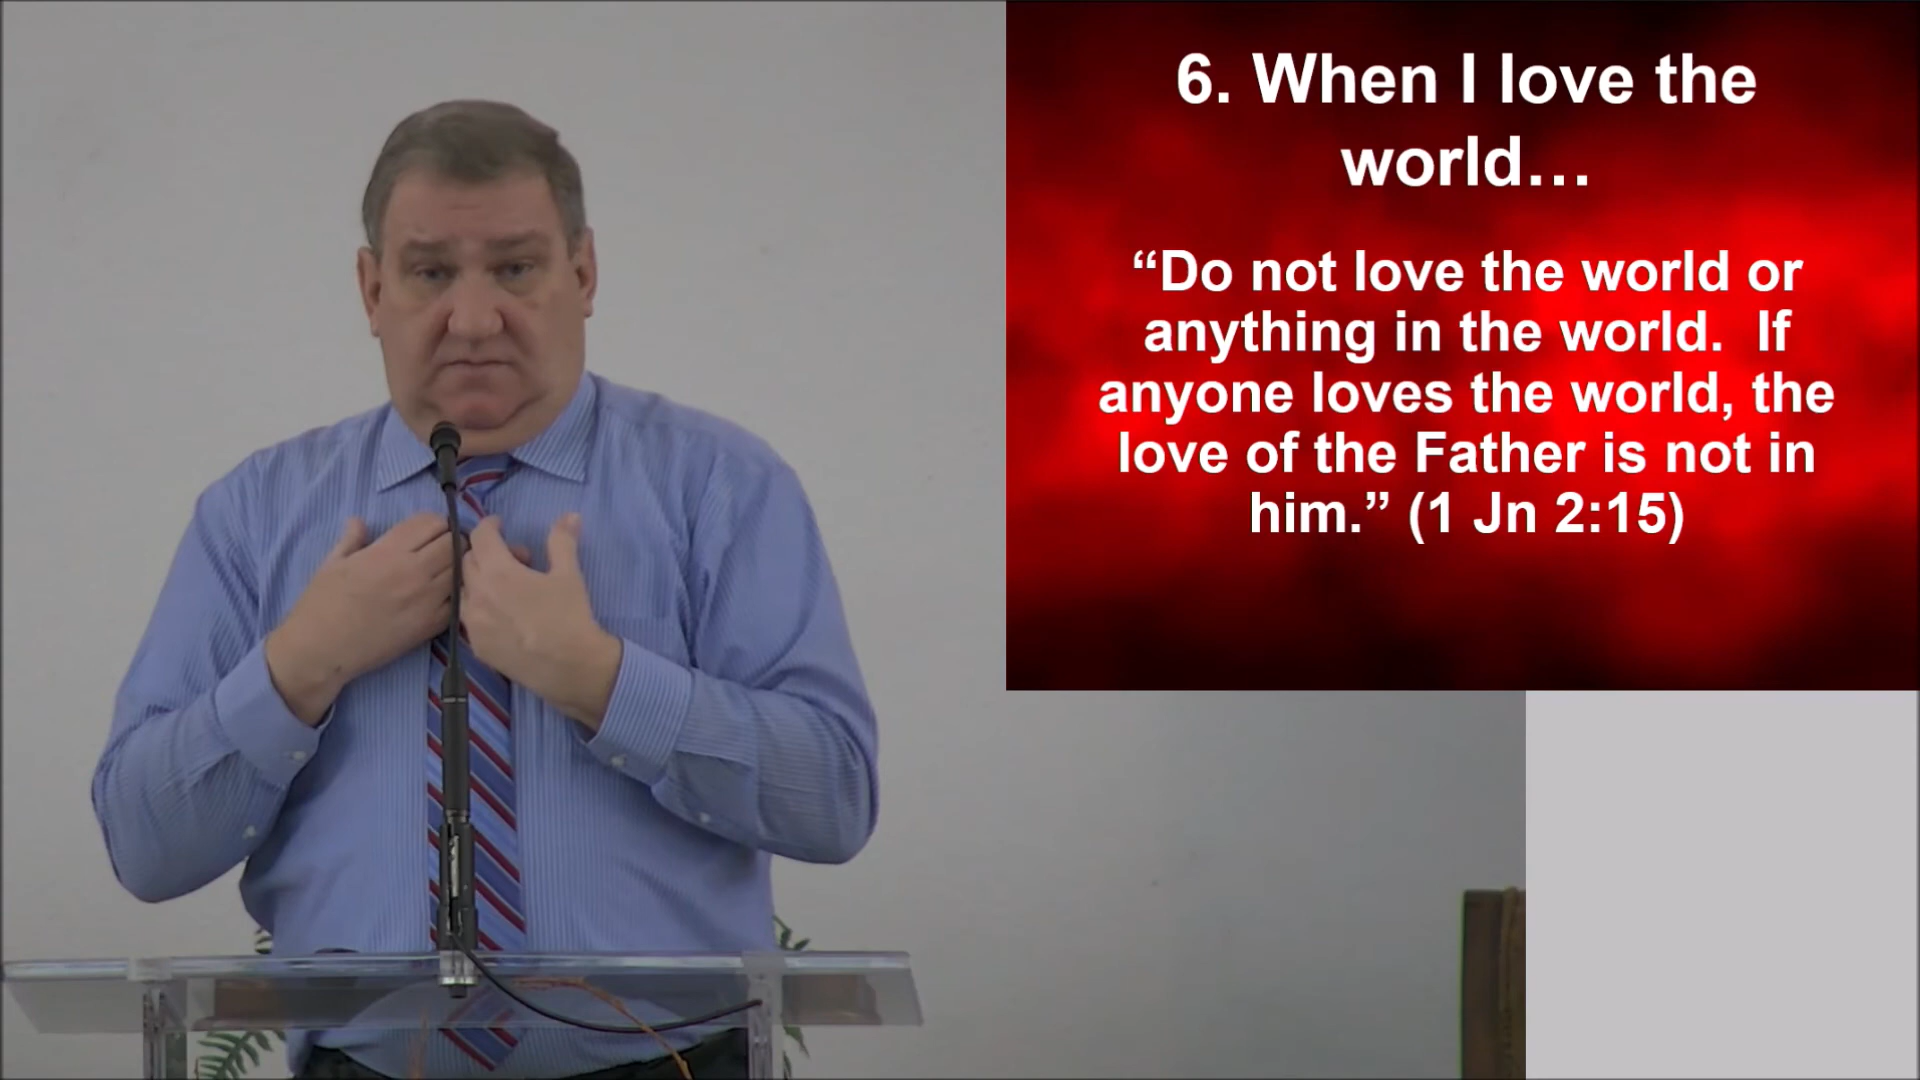 6. When I love the
world…
“Do not love the world or
anything in the world.  If
anyone loves the world, the
love of the Father is not in
him.” (1 Jn 2:15)